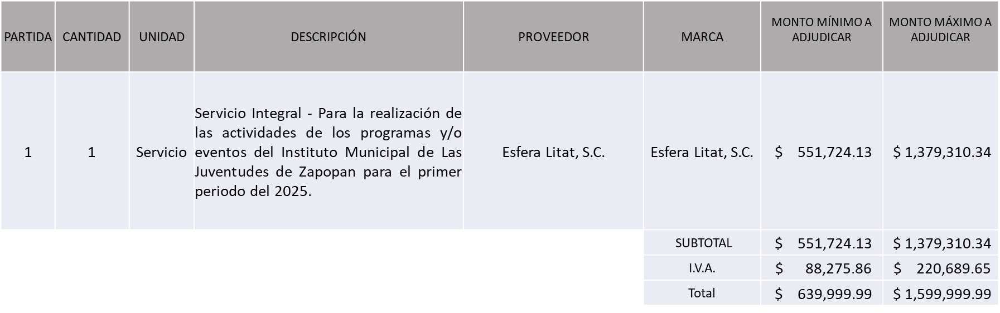 PARTIDA CANTIDAD UNIDAD DESCRIPCIÓN PROVEEDOR MARCA MONTO MÍNIMO A ADJUDICAR MONTO MÁXIMO A ADJUDICAR
Servicio Integral - Para la realización de
las actividades de los programas y/o
1 1 Servicio eventos del Instituto Municipal de Las Esfera Litat, S.C. Esfera Litat, S.C. $ 551,724.13 $ 1,379,310.34
Juventudes de Zapopan para el primer
periodo del 2025.
SUBTOTAL $ 551,724.13 $ 1,379,310.34
I.V.A. $ 88,275.86 $ 220,689.65
Total $ 639,999.99 $ 1,599,999.99